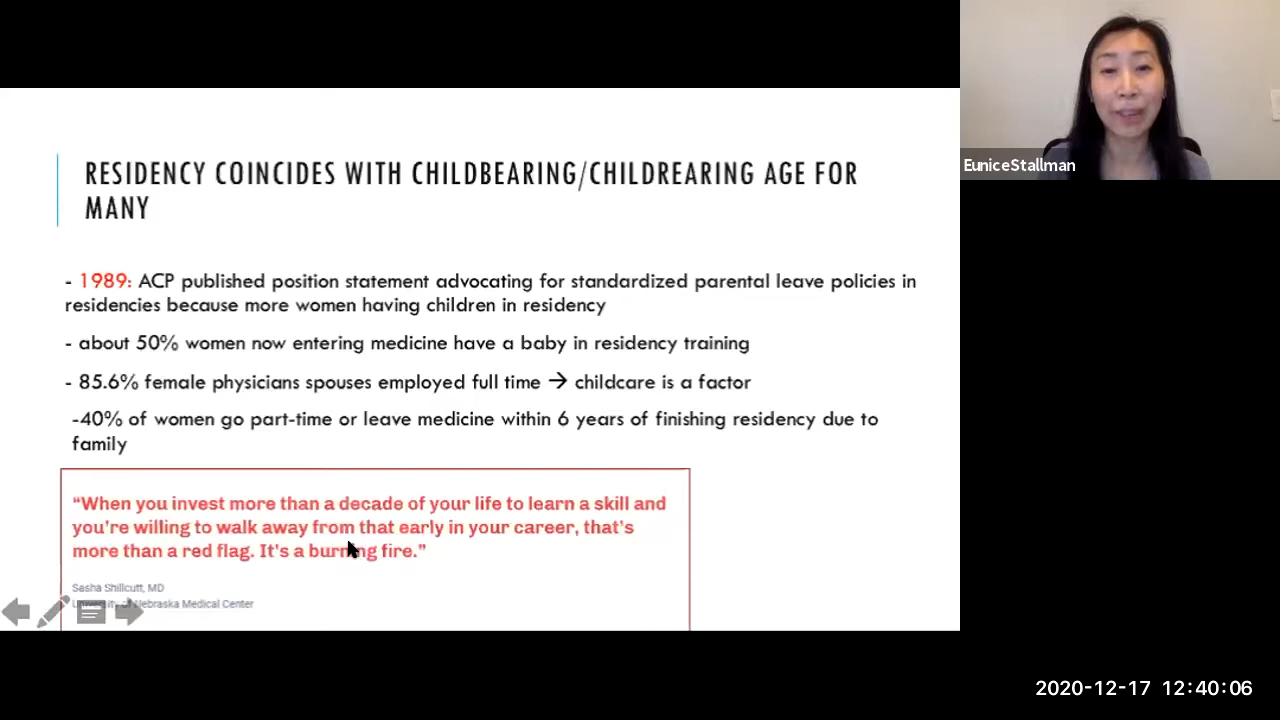 RESIDENCY COINCIDES WITH CHILDBEARING/CHILDREARING AGE FOR
MANY
- 1989: ACP published position statement advocating for standardized parental leave policies in
residencies because more women having children in residency
- about 50% women now entering medicine have a baby in residency training
- 85.6% female physicians spouses employed full time → childcare is a factor
-40% of women go part-time or leave medicine within 6 years of finishing residency due to
family
“When you invest more than a decade of your life to learn a skill and
you’re willing to walk away from that early in your career, that’s
more than a red flag. It’s a burning fire.”
Sasha Shillcutt, MD
University of Nebraska Medical Center
EuniceStallman
2020-12-17 12:40:06